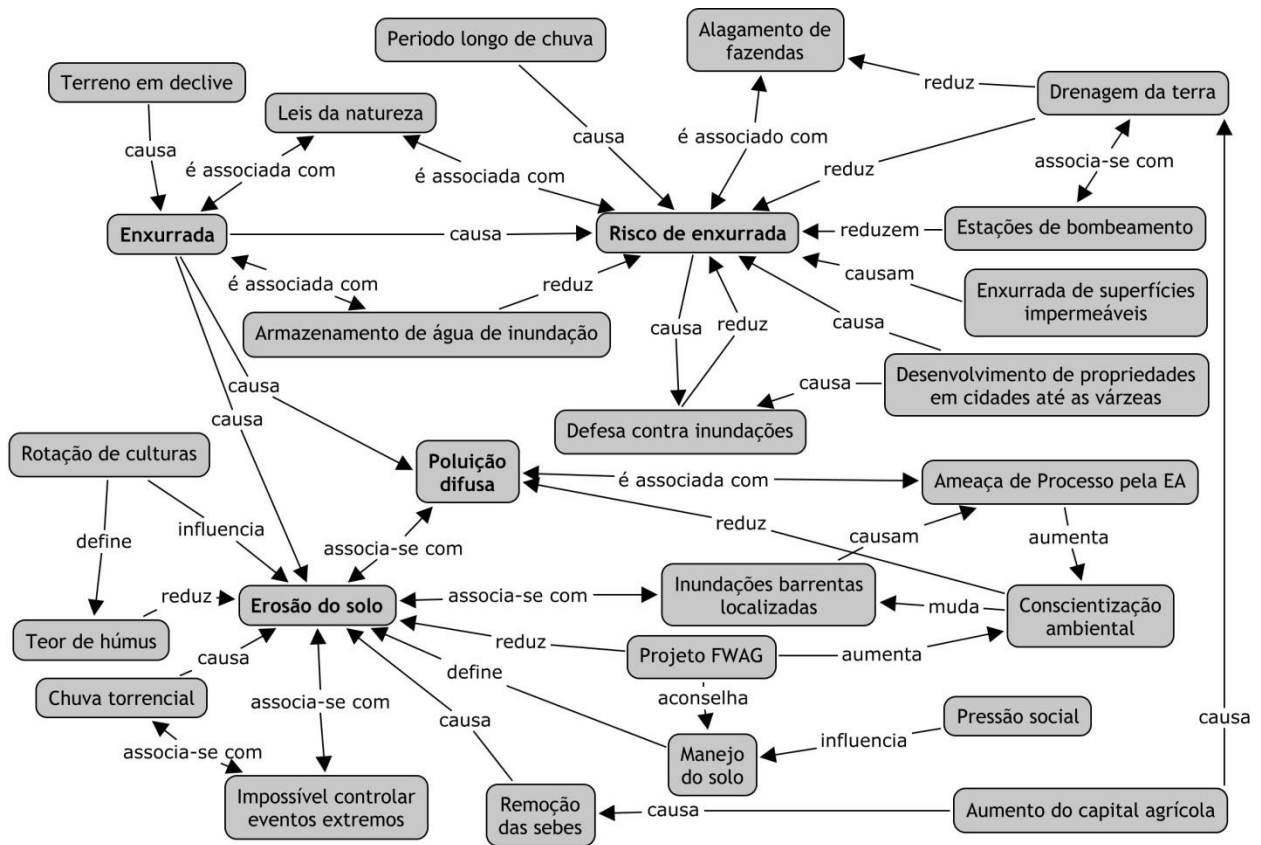 Alagamento de
fazendas
Periodo longo de chuva
Terreno em declive
reduz
Drenagem da terra
Leis da natureza
causa
é associado com
causa
é associada com
é associada com
associa-se com
reduz
Enxurrada
causa
Risco de enxurrada
reduzem
Estações de bombeamento
é associada com
reduz
causam
Enxurrada de superfícies
impermeáveis
Armazenamento de água de inundação
causa
reduz
causa
Desenvolvimento de propriedades
em cidades até as várzeas
causa
causa
causa
Defesa contra inundações
Rotação de culturas
Poluição
difusa
é associada com
Ameaça de Processo pela EA
define
influencia
reduz
causam
aumenta
associa-se com
Erosão do solo
associa-se com
Inundações barrentas
localizadas
muda
Conscientização
ambiental
reduz
Teor de húmus
causa
reduz
Projeto FWAG
aumenta
define
aconselha
Chuva torrencial
associa-se com
causa
Pressão social
causa
associa-se com
influencia
Manejo
do solo
Impossível controlar
eventos extremos
Remoção
das sebes
causa
Aumento do capital agrícola